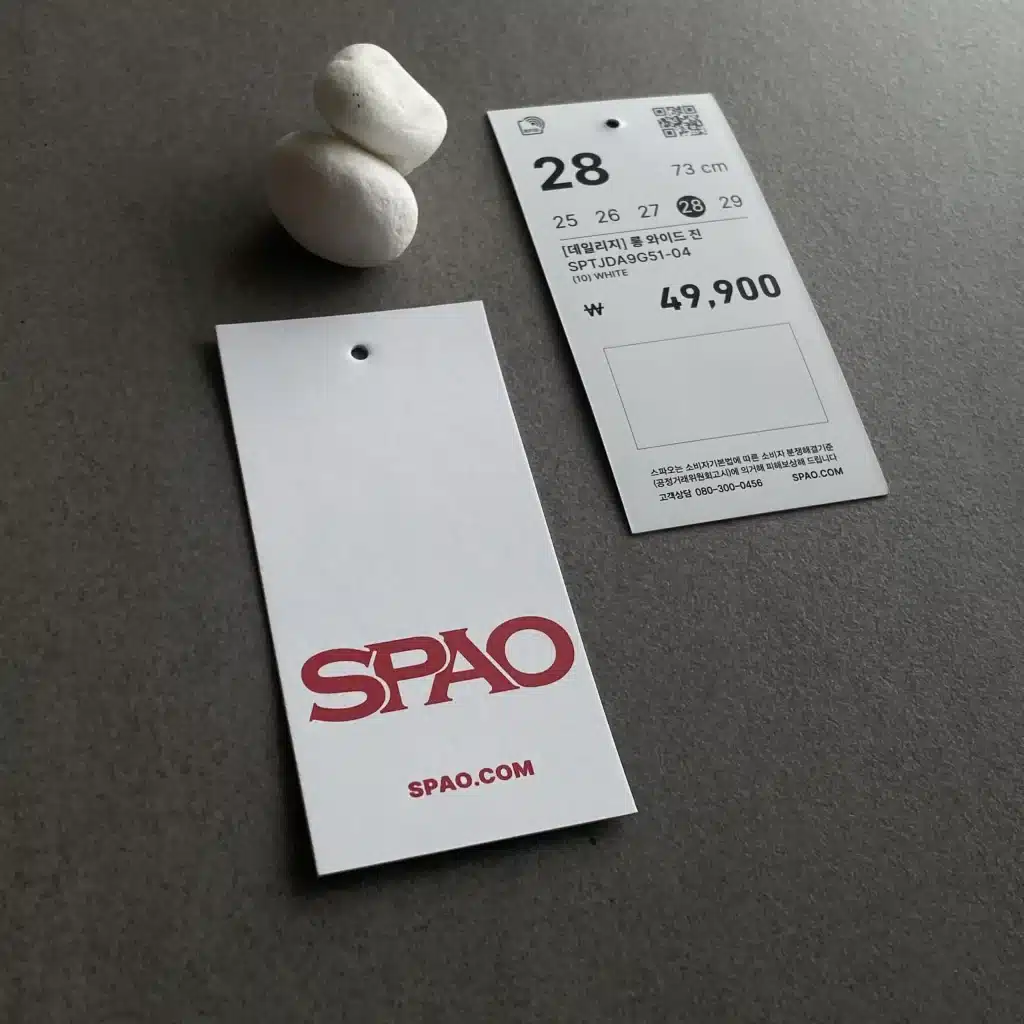 28
73 cm
25 26 27 28 29
[데일리지] 롱 와이드 진
SPTJDA9G51-04
(10) WHITE
₩ 49,900
스파오는 소비자기본법에 따른 소비자 분쟁해결기준
(공정거래위원회고시)에 의거해 피해보상해 드립니다
고객상담 080-300-0456 SPAO.COM
SPAO
SPAO.COM